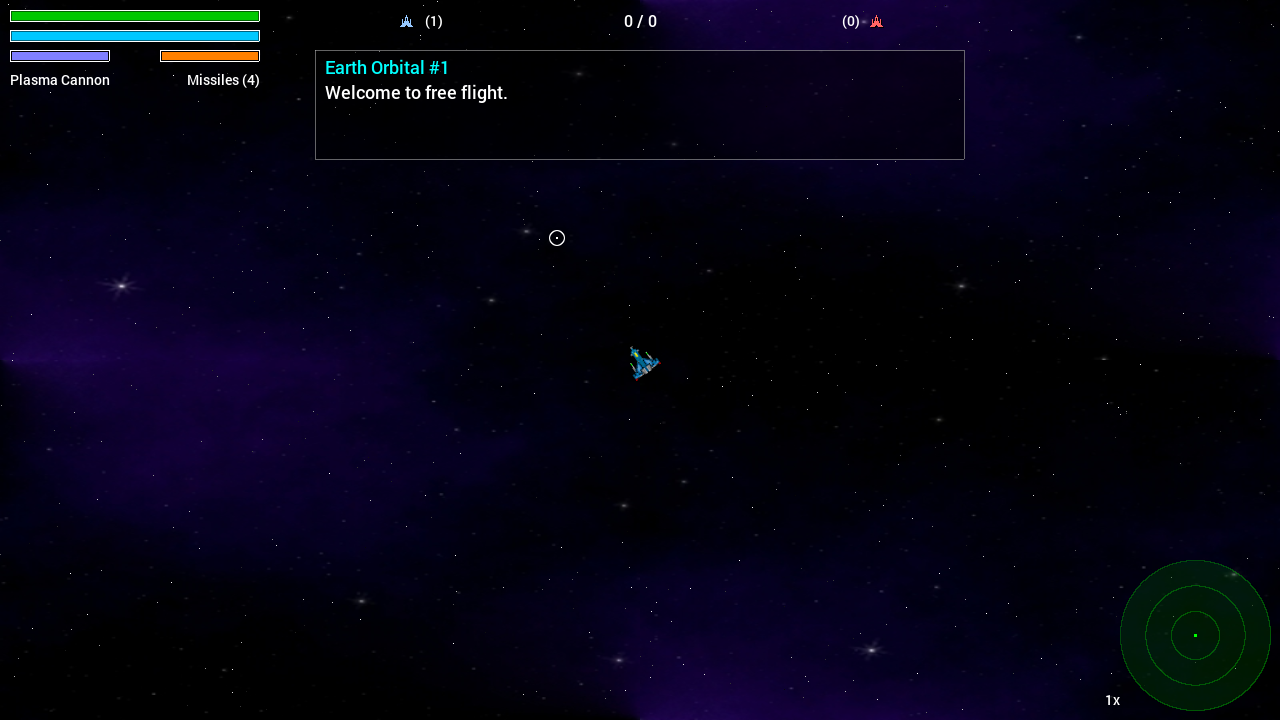 (1)
0 / 0
(0)
Plasma Cannon
Missiles (4)
Earth Orbital #1
Welcome to free flight.
1x